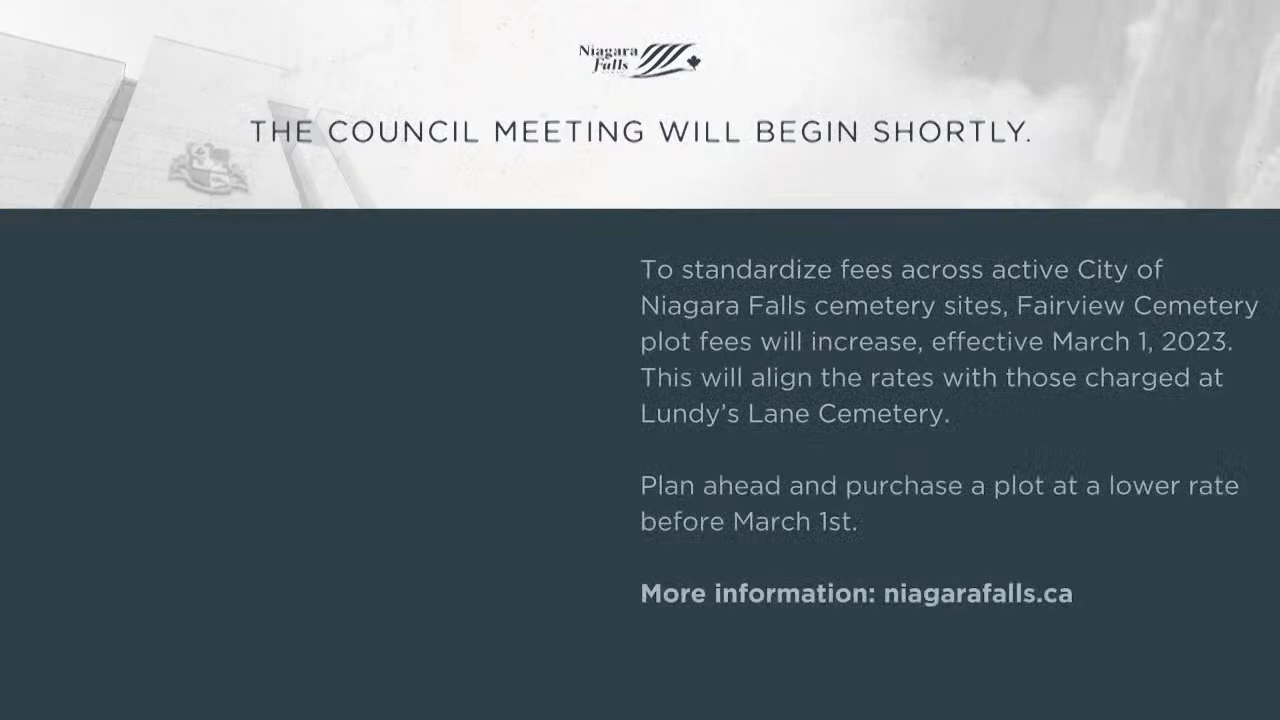 Niagara
Falls
THE COUNCIL MEETING WILL BEGIN SHORTLY.
To standardize fees across active City of
Niagara Falls cemetery sites, Fairview Cemetery
plot fees will increase, effective March 1, 2023.
This will align the rates with those charged at
Lundy’s Lane Cemetery.
Plan ahead and purchase a plot at a lower rate
before March 1st.
More information: niagarafalls.ca